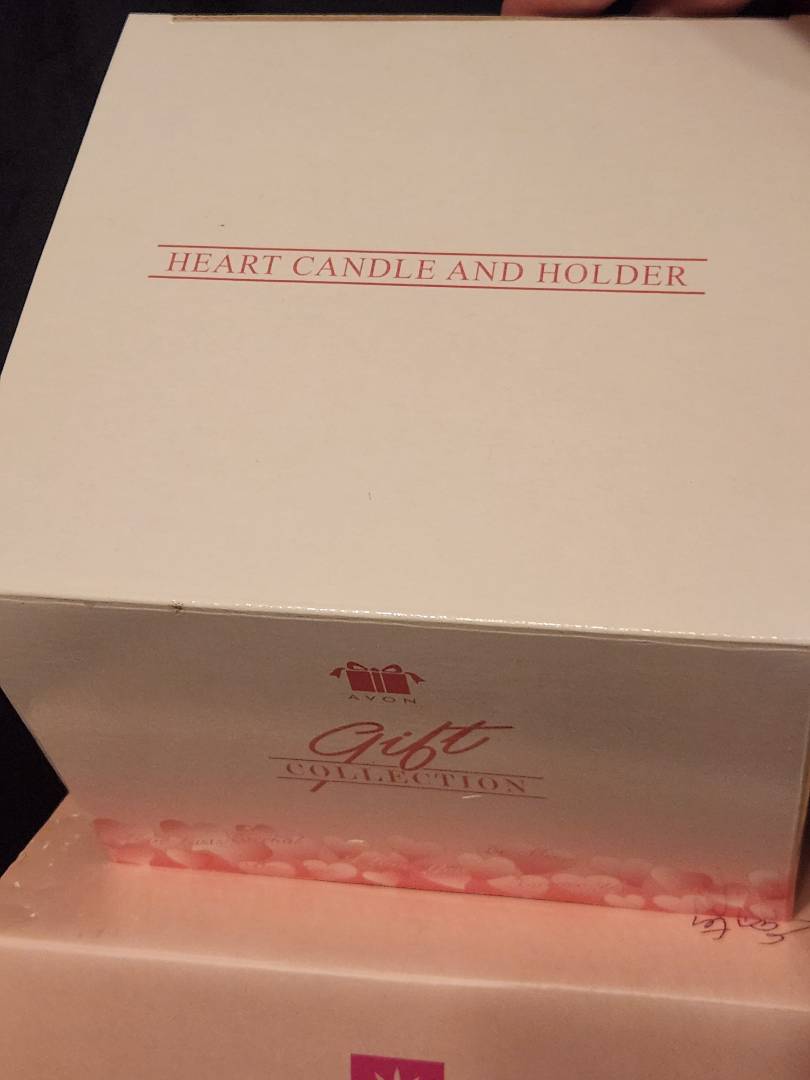 HEART CANDLE AND HOLDER
AVON
Gift
COLLECTION